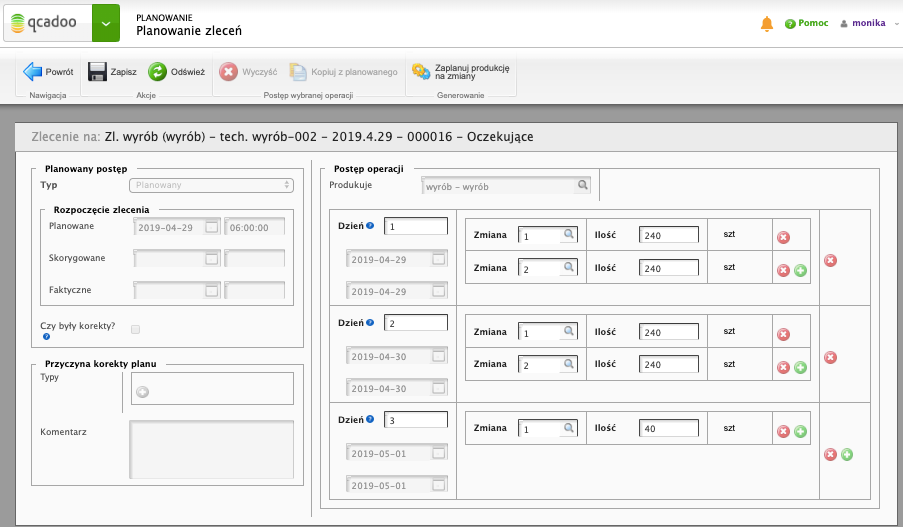 qcadoo
PLANOWANIE
Planowanie zleceń
Pomoc
monika
Powrót
Zapisz
Odśwież
Wyczyść
Kopiuj z planowanego
Zaplanuj produkcję
na zmiany
Nawigacja
Akcje
Postęp wybranej operacji
Generowanie
Zlecenie na: Zl. wyrób (wyrób) - tech. wyrób-002 - 2019.4.29 - 000016 - Oczekujące
Planowany postęp
Typ Planowany
Rozpoczęcie zlecenia
Planowane 2019-04-29 06:00:00
Skorygowane
Faktyczne
Czy były korekty?
Przyczyna korekty planu
Typy
Komentarz
Postęp operacji
Produkuje wyrób - wyrób
Dzień 1
2019-04-29
2019-04-29
Zmiana 1 Ilość 240 szt
Zmiana 2 Ilość 240 szt
Dzień 2
2019-04-30
2019-04-30
Zmiana 1 Ilość 240 szt
Zmiana 2 Ilość 240 szt
Dzień 3
2019-05-01
2019-05-01
Zmiana 1 Ilość 40 szt